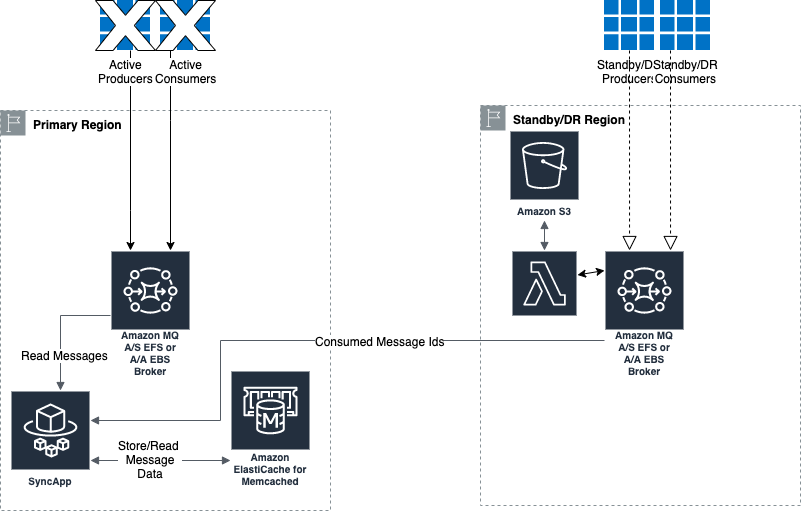 Active
Producers
Active
Consumers
Standby/DR
Producers
Standby/DR
Consumers
Primary Region
Standby/DR Region
Amazon S3
Amazon MQ
A/S EFS or
A/A EBS
Broker
Amazon MQ
A/S EFS or
A/A EBS
Broker
Consumed Message Ids
Read Messages
M
Store/Read
Message
Data
Amazon
ElastiCache for
Memcached
SyncApp